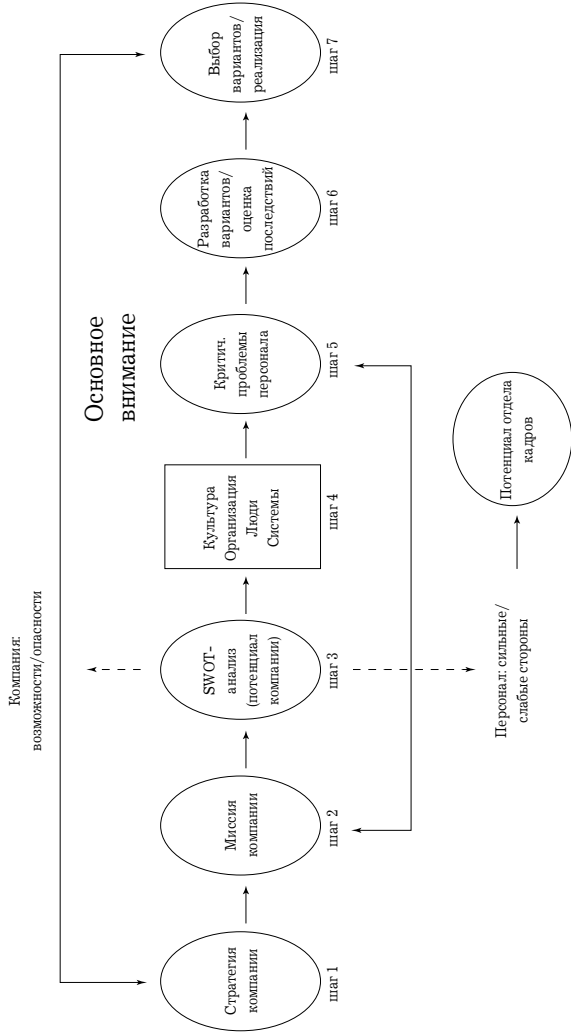 Компания:
возможности/опасности
Основное
внимание
Стратегия
компании
шаг 1
Миссия
компании
шаг 2
SWOT-
анализ
(потенциал
компании)
шаг 3
Культура
Организация
Люди
Системы
шаг 4
Критич.
проблемы
персонала
шаг 5
Разработка
вариантов/
оценка
последствий
шаг 6
Выбор
вариантов/
реализация
шаг 7
Персонал: сильные/
слабые стороны
Потенциал отдела
кадров